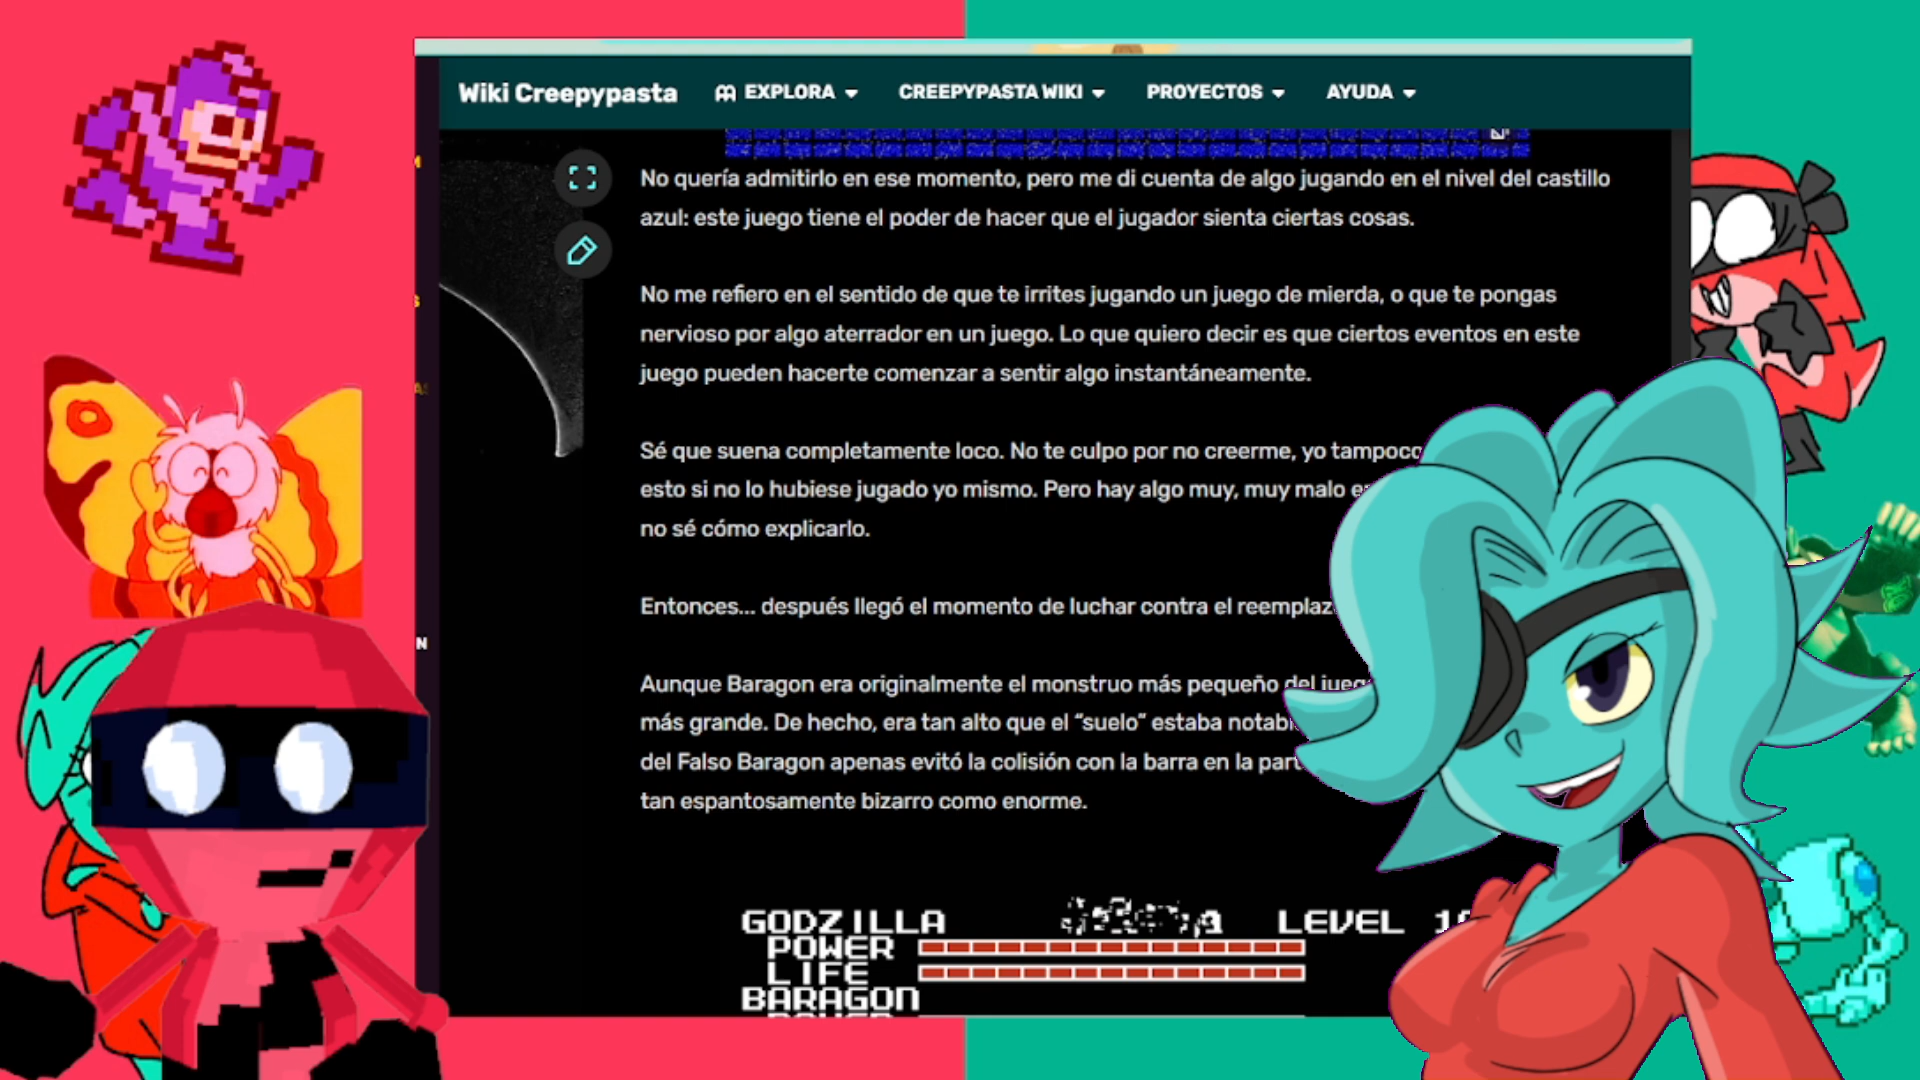 Wiki Creepypasta EXPLORA CREEPYPASTA WIKI PROYECTOS AYUDA
No quería admitirlo en ese momento, pero me di cuenta de algo jugando en el nivel del castillo
azul: este juego tiene el poder de hacer que el jugador sienta ciertas cosas.
No me refiero en el sentido de que te irrites jugando un juego de mierda, o que te pongas
nervioso por algo aterrador en un juego. Lo que quiero decir es que ciertos eventos en este
juego pueden hacerte comenzar a sentir algo instantáneamente.
Sé que suena completamente loco. No te culpo por no creerme, yo tampoco
esto si no lo hubiese jugado yo mismo. Pero hay algo muy, muy malo
no sé cómo explicarlo.
Entonces... después llegó el momento de luchar contra el
Aunque Baragon era originalmente el monstruo más pequeño del
más grande. De hecho, era tan alto que el “suelo” estaba
del Falso Baragon apenas evitó la colisión con la barra en la
tan espantosamente bizarro como enorme.
GODZILLA LEVEL
POWER
LIFE
BARAGON